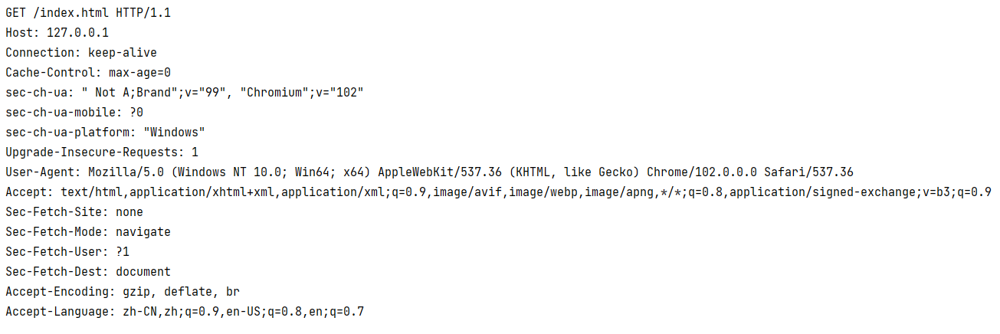 GET /index.html HTTP/1.1
Host: 127.0.0.1
Connection: keep-alive
Cache-Control: max-age=0
sec-ch-ua: " Not A;Brand";v="99", "Chromium";v="102"
sec-ch-ua-mobile: ?0
sec-ch-ua-platform: "Windows"
Upgrade-Insecure-Requests: 1
User-Agent: Mozilla/5.0 (Windows NT 10.0; Win64; x64) AppleWebKit/537.36 (KHTML, like Gecko) Chrome/102.0.0.0 Safari/537.36
Accept: text/html,application/xhtml+xml,application/xml;q=0.9,image/avif,image/webp,image/apng,*/*;q=0.8,application/signed-exchange;v=b3;q=0.9
Sec-Fetch-Site: none
Sec-Fetch-Mode: navigate
Sec-Fetch-User: ?1
Sec-Fetch-Dest: document
Accept-Encoding: gzip, deflate, br
Accept-Language: zh-CN,zh;q=0.9,en-US;q=0.8,en;q=0.7